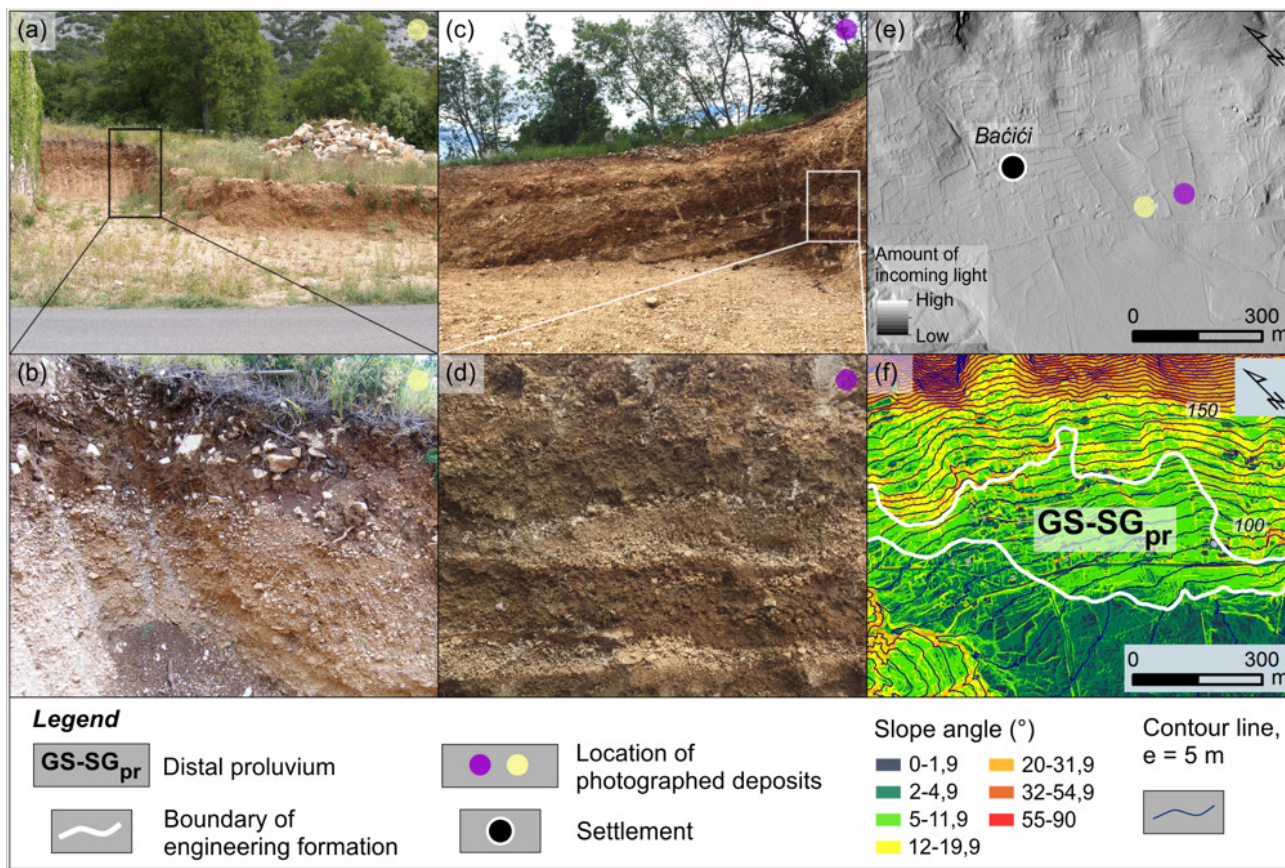 (a)
(c)
(e)
Baćići
Amount of
incoming light
High
Low
0
300
m
(b)
(d)
(f)
150
GS-SGpr
100
0
300
m
N
N
Legend
GS-SGpr
Distal proluvium
Boundary of
engineering formation
Location of
photographed deposits
Settlement
Slope angle (°)
0-1,9
2-4,9
5-11,9
12-19,9
20-31,9
32-54,9
55-90
Contour line,
e = 5 m